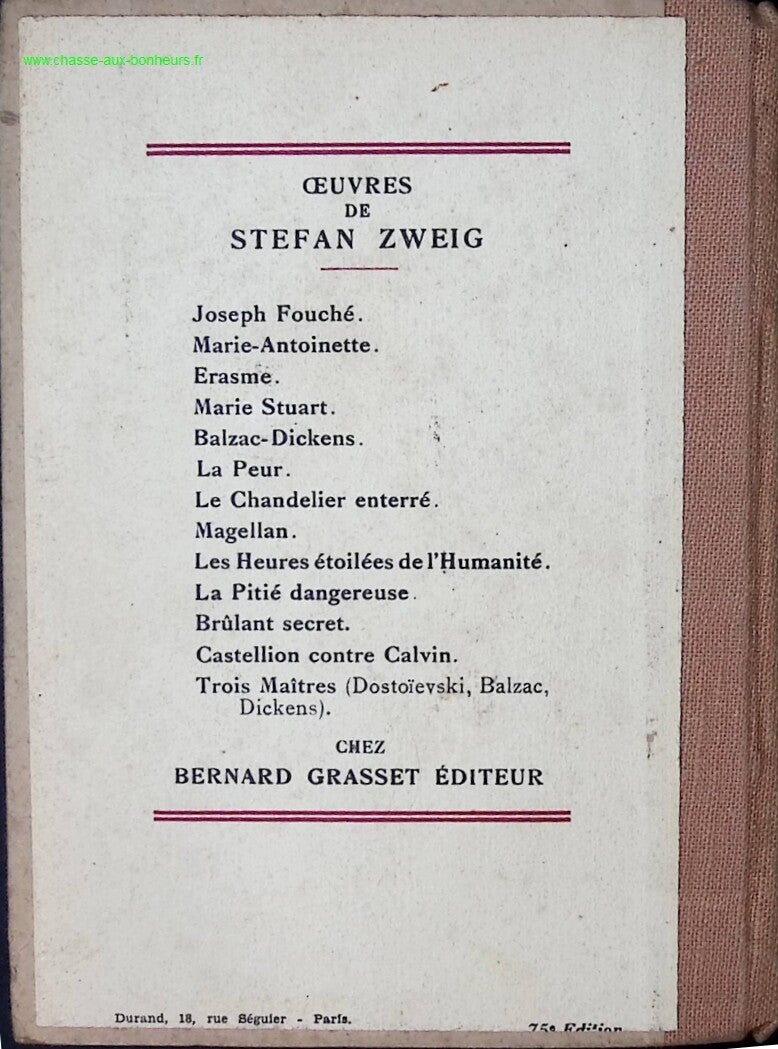 www.chasse-aux-bonheurs.fr
ŒUVRES
DE
STEFAN ZWEIG
Joseph Fouché.
Marie-Antoinette.
Erasme.
Marie Stuart.
Balzac-Dickens.
La Peur.
Le Chandelier enterré.
Magellan.
Les Heures étoilées de l'Humanité.
La Pitié dangereuse.
Brûlant secret.
Castellion contre Calvin.
Trois Maîtres (Dostoïevski, Balzac,
Dickens).
CHEZ
BERNARD GRASSET ÉDITEUR
Durand, 18, rue Séguier - Paris.
75e Edition